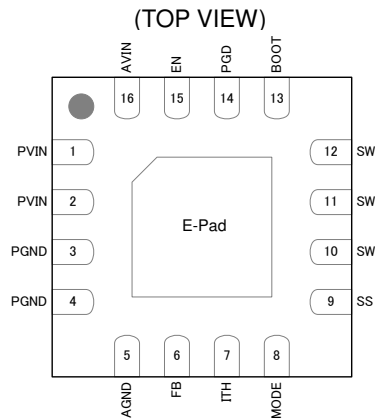 (TOP VIEW)
AVIN EN PGD BOOT
16 15 14 13
PVIN 1 12 SW
PVIN 2 11 SW
E-Pad
PGND 3 10 SW
PGND 4 9 SS
5 6 7 8
AGND FB ITH MODE